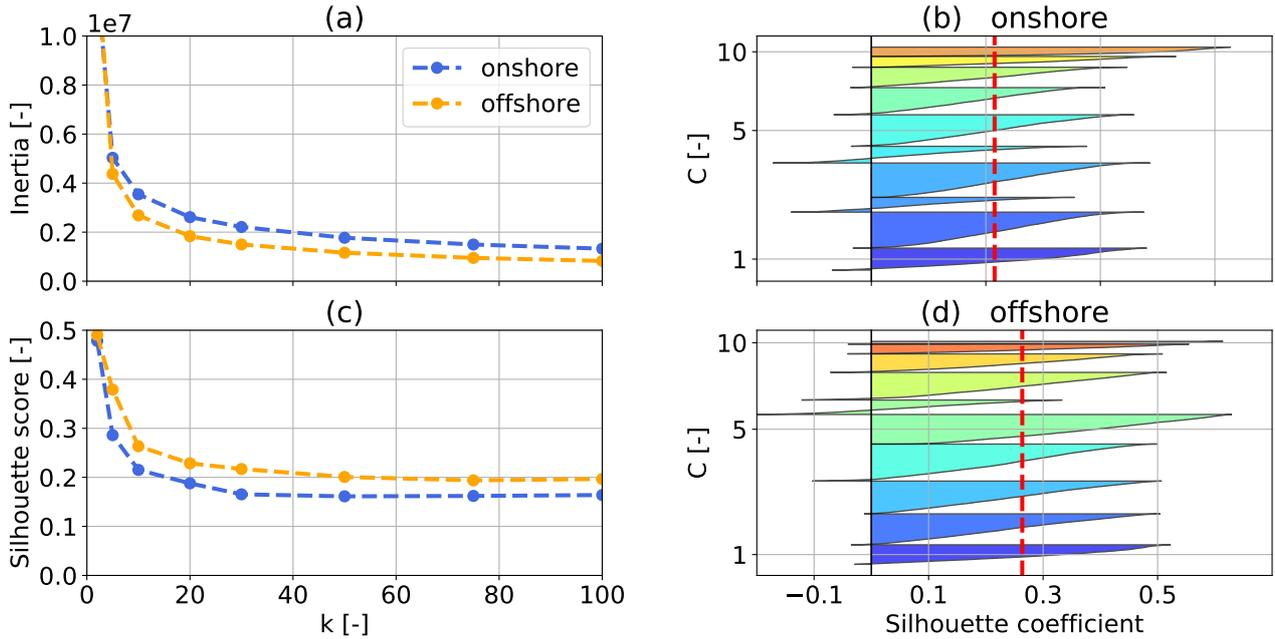 (a)
1e7
1.0
0.8
0.6
0.4
0.2
0.0
Inertia [-]
onshore
offshore
(b) onshore
10
5
1
C [-]
(c)
0.5
0.4
0.3
0.2
0.1
0.0
Silhouette score [-]
0 20 40 60 80 100
k [-]
(d) offshore
10
5
1
C [-]
−0.1 0.1 0.3 0.5
Silhouette coefficient